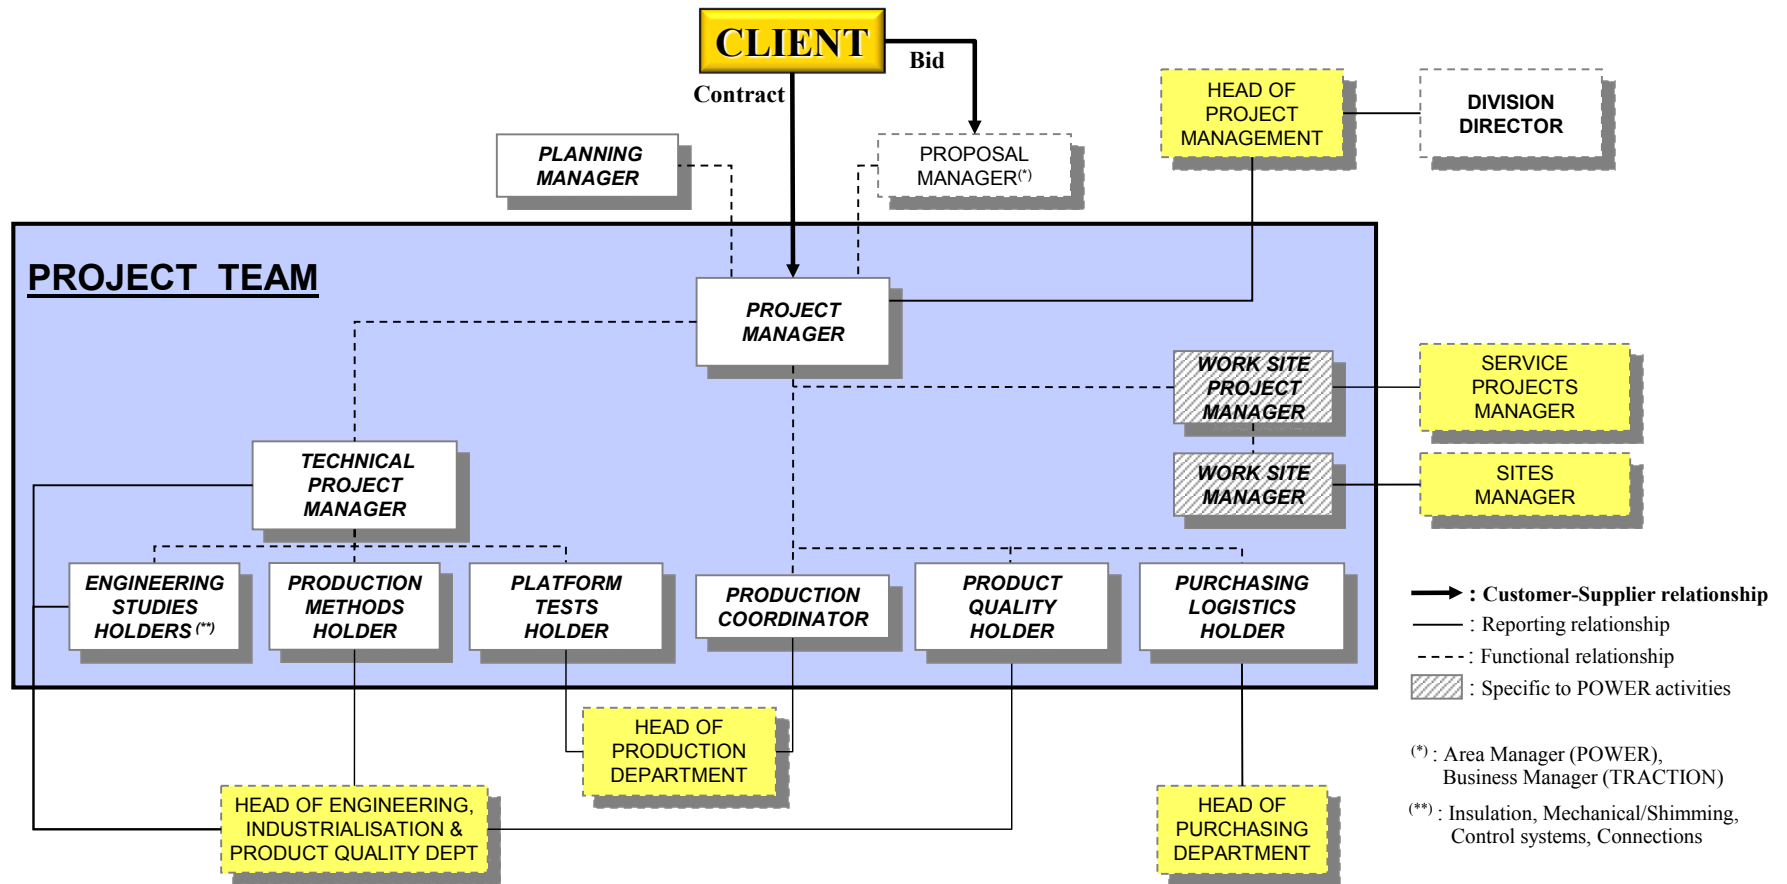 CLIENT
Bid
Contract
HEAD OF
PROJECT
MANAGEMENT
DIVISION
DIRECTOR
PLANNING
MANAGER
PROPOSAL
MANAGER(*)
PROJECT TEAM
PROJECT
MANAGER
WORK SITE
PROJECT
MANAGER
SERVICE
PROJECTS
MANAGER
TECHNICAL
PROJECT
MANAGER
WORK SITE
MANAGER
SITES
MANAGER
ENGINEERING
STUDIES
HOLDERS (**)
PRODUCTION
METHODS
HOLDER
PLATFORM
TESTS
HOLDER
PRODUCTION
COORDINATOR
PRODUCT
QUALITY
HOLDER
PURCHASING
LOGISTICS
HOLDER
: Customer-Supplier relationship
: Reporting relationship
: Functional relationship
: Specific to POWER activities
HEAD OF
PRODUCTION
DEPARTMENT
HEAD OF ENGINEERING,
INDUSTRIALISATION &
PRODUCT QUALITY DEPT
HEAD OF
PURCHASING
DEPARTMENT
(*) : Area Manager (POWER),
Business Manager (TRACTION)
(**) : Insulation, Mechanical/Shimming,
Control systems, Connections